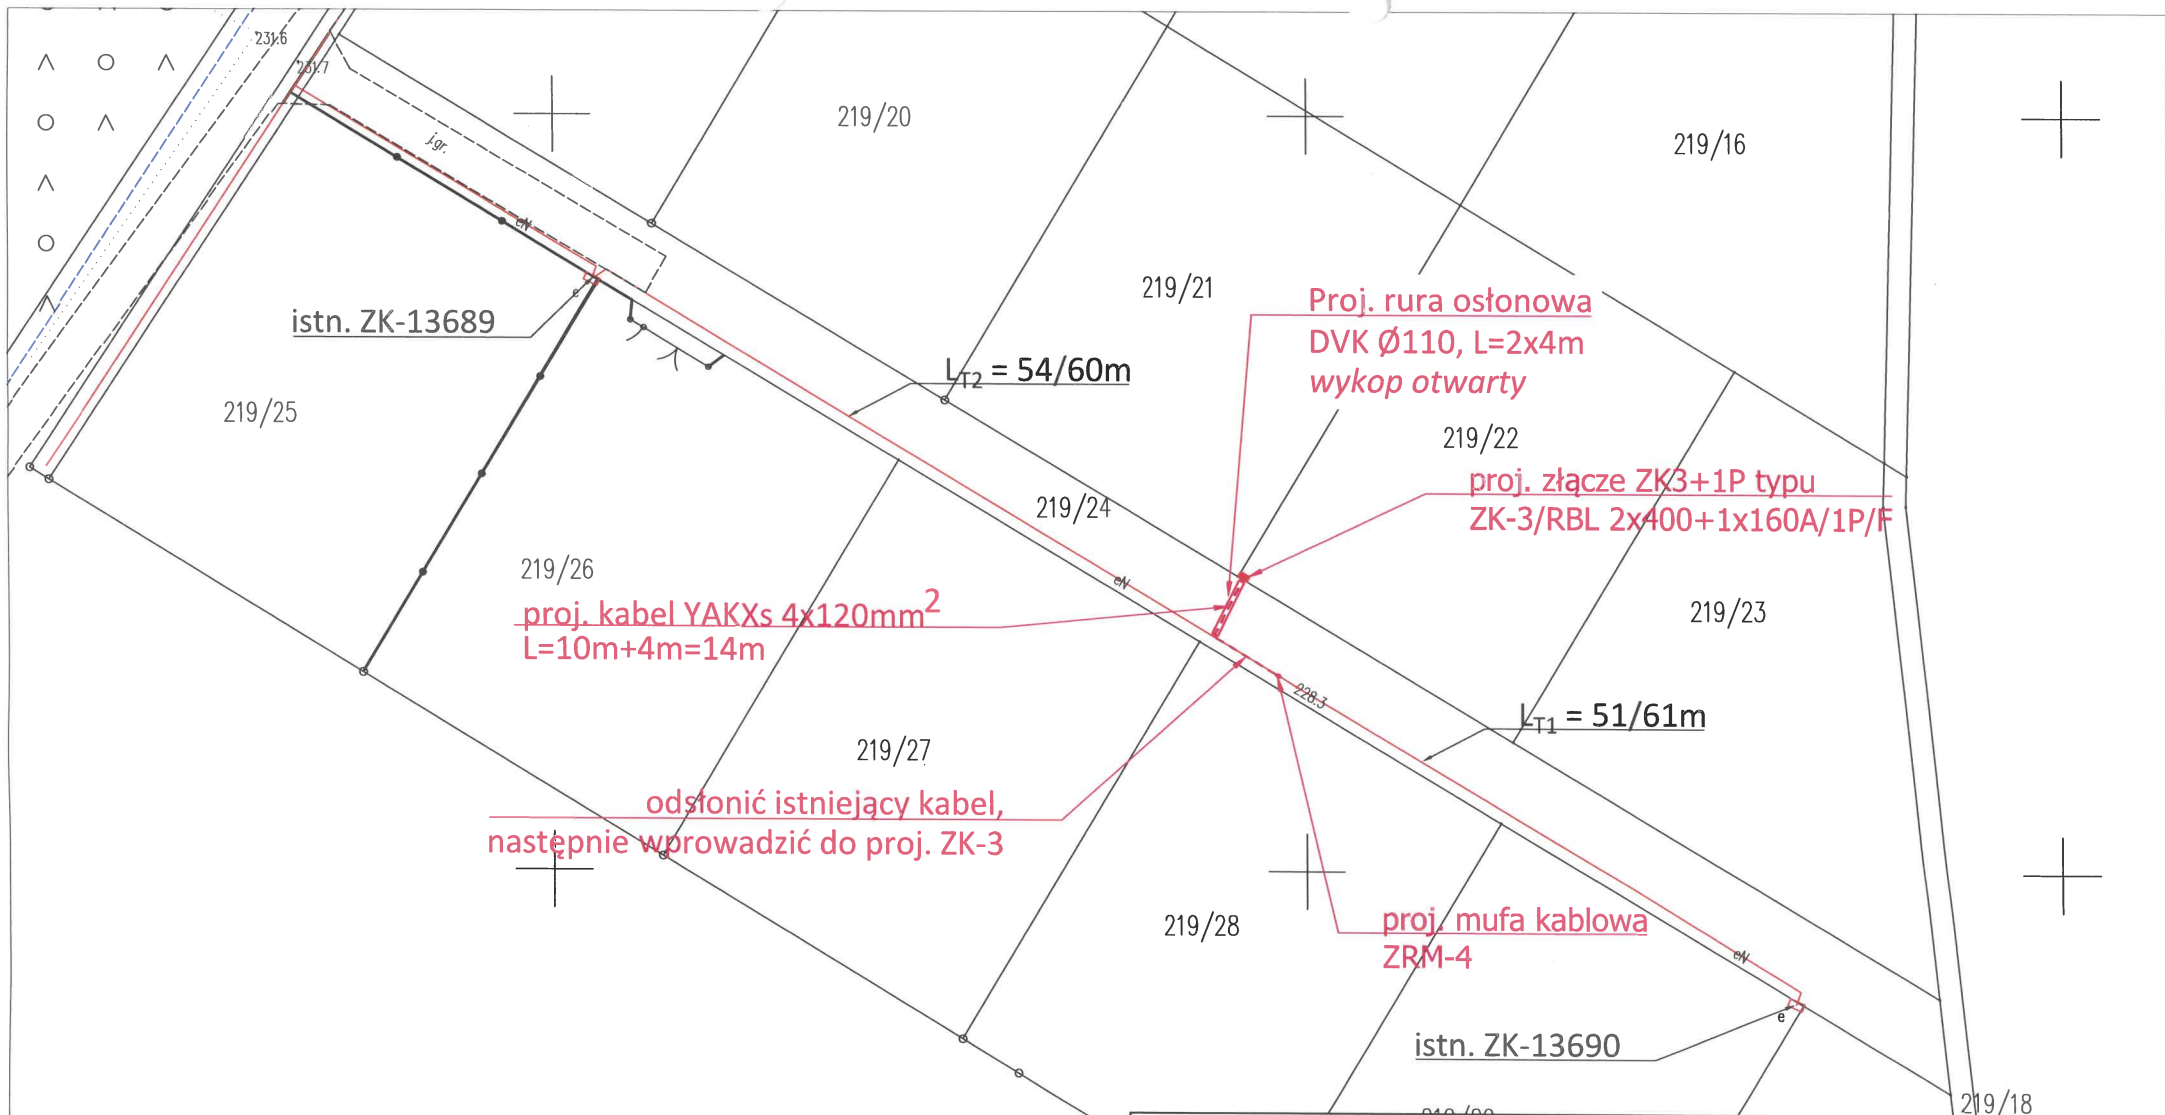 231.6
231.7
219/20
219/16
j.gr.
eN
219/21
e
istn. ZK-13689
Proj. rura osłonowa
DVK Ø110, L=2x4m
wykop otwarty
LT2 = 54/60m
219/25
219/22
proj. złącze ZK3+1P typu
ZK-3/RBL 2x400+1x160A/1P/F
219/24
219/26
eN
proj. kabel YAKXs 4x120mm2
L=10m+4m=14m
219/23
228.3
LT1 = 51/61m
219/27
odsłonić istniejący kabel,
następnie wprowadzić do proj. ZK-3
219/28
proj. mufa kablowa
ZRM-4
eN
e
istn. ZK-13690
219/18